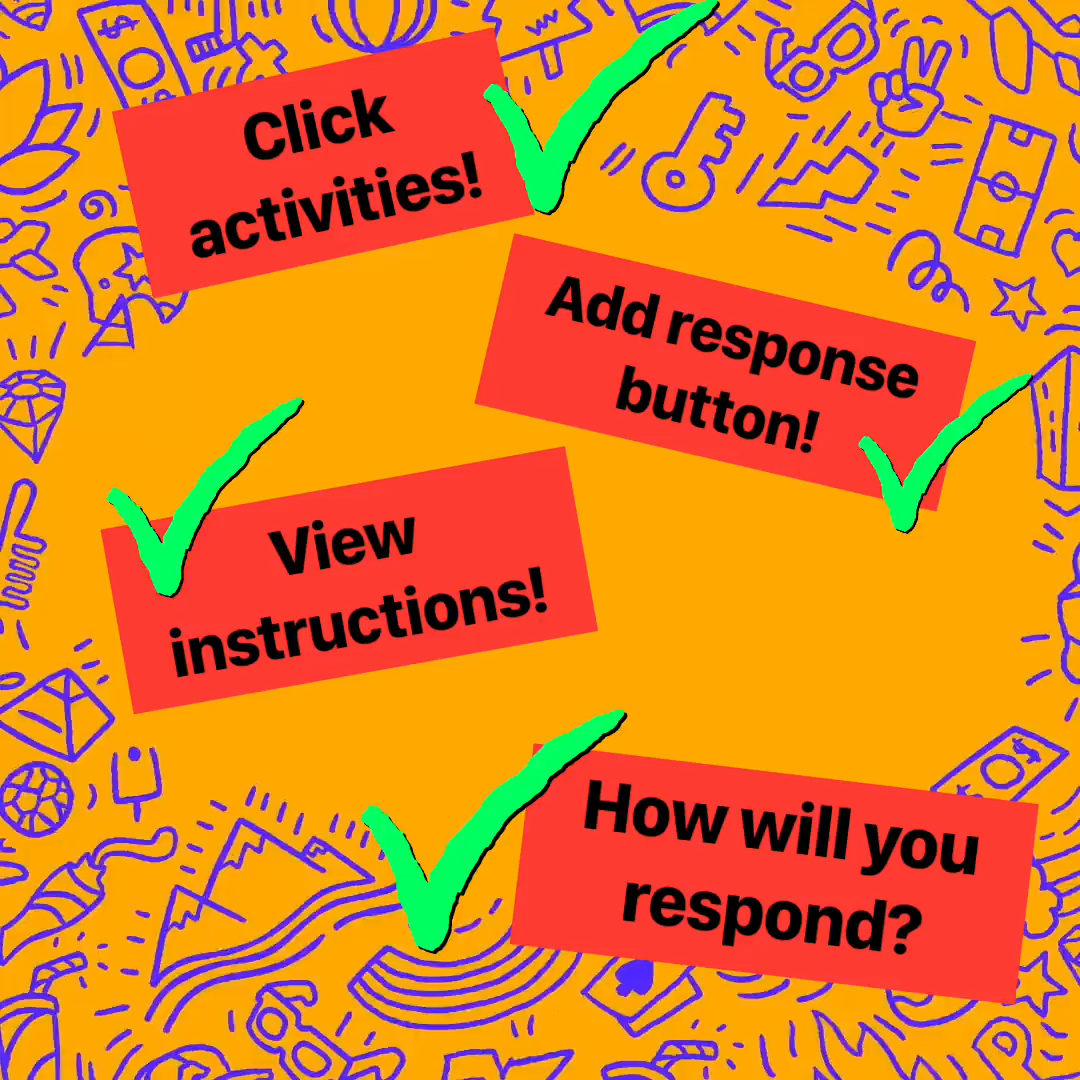 Click
activities!
Add response
button!
View
instructions!
How will you
respond?